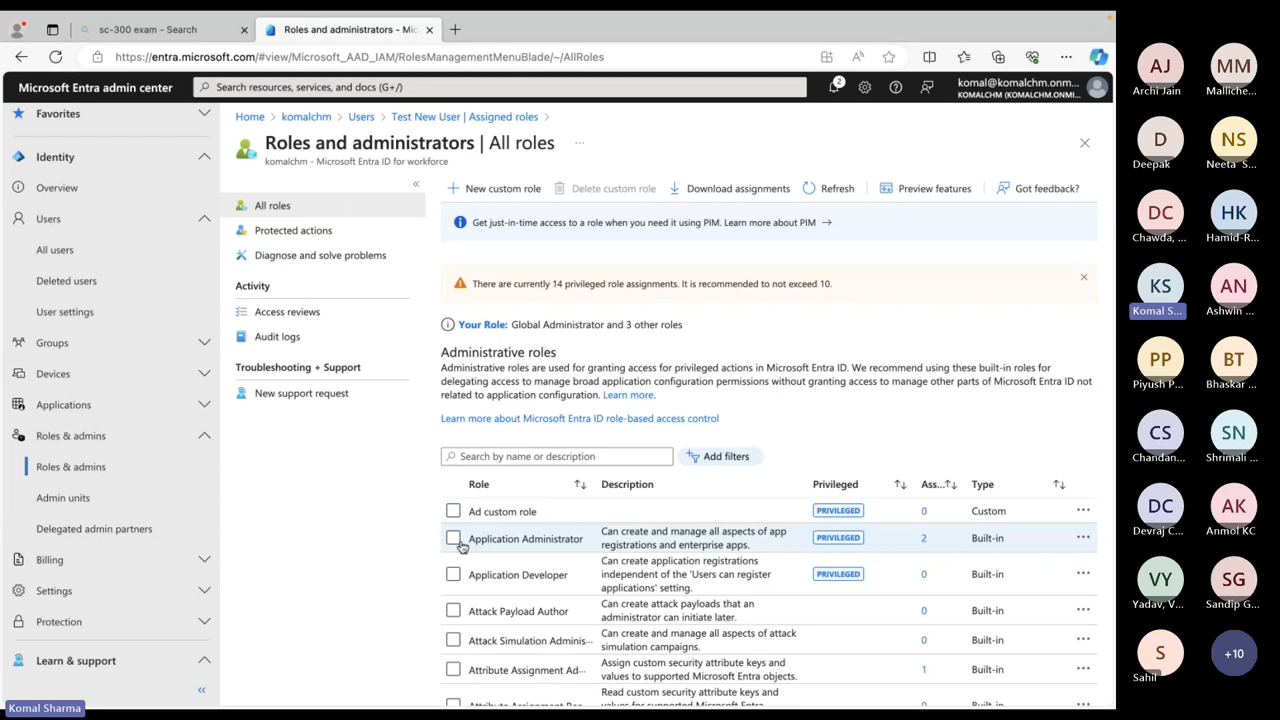 sc-300 exam - Search
Roles and administrators - Mic
https://entra.microsoft.com/#view/Microsoft_AAD_IAM/RolesManagementMenuBlade/~/AllRoles
Microsoft Entra admin center
Search resources, services, and docs (G+/)
2
komal@komalchm.onm...
KOMALCHM (KOMALCHM.ONMI...
Favorites
Identity
Overview
Users
All users
Deleted users
User settings
Groups
Devices
Applications
Roles & admins
Roles & admins
Admin units
Delegated admin partners
Billing
Settings
Protection
Learn & support
Komal Sharma
Home > komalchm > Users > Test New User | Assigned roles >
Roles and administrators | All roles
komalchm - Microsoft Entra ID for workforce
All roles
Protected actions
Diagnose and solve problems
Activity
Access reviews
Audit logs
Troubleshooting + Support
New support request
New custom role
Delete custom role
Download assignments
Refresh
Preview features
Got feedback?
Get just-in-time access to a role when you need it using PIM. Learn more about PIM →
There are currently 14 privileged role assignments. It is recommended to not exceed 10.
Your Role: Global Administrator and 3 other roles
Administrative roles
Administrative roles are used for granting access for privileged actions in Microsoft Entra ID. We recommend using these built-in roles for
delegating access to manage broad application configuration permissions without granting access to manage other parts of Microsoft Entra ID not
related to application configuration. Learn more.
Learn more about Microsoft Entra ID role-based access control
Search by name or description
Add filters
Role Description Privileged Ass... Type
Ad custom role PRIVILEGED 0 Custom
Application Administrator Can create and manage all aspects of app
registrations and enterprise apps. PRIVILEGED 2 Built-in
Application Developer Can create application registrations
independent of the 'Users can register
applications' setting. PRIVILEGED 0 Built-in
Attack Payload Author Can create attack payloads that an
administrator can initiate later. 0 Built-in
Attack Simulation Adminis... Can create and manage all aspects of attack
simulation campaigns. 0 Built-in
Attribute Assignment Ad... Assign custom security attribute keys and
values to supported Microsoft Entra objects. 1 Built-in
Read custom security attribute keys and
AJ
Archi Jain
MM
Malliche...
D
Deepak
NS
Neeta S...
DC
Chawda, ...
HK
Hamid-R...
KS
Komal S...
AN
Ashwin ...
PP
Piyush P...
BT
Bhaskar ...
CS
Chandan...
SN
Shrimali ...
DC
Devraj C...
AK
Anmol KC
VY
Yadav, V...
SG
Sandip G...
S
Sahil
+10